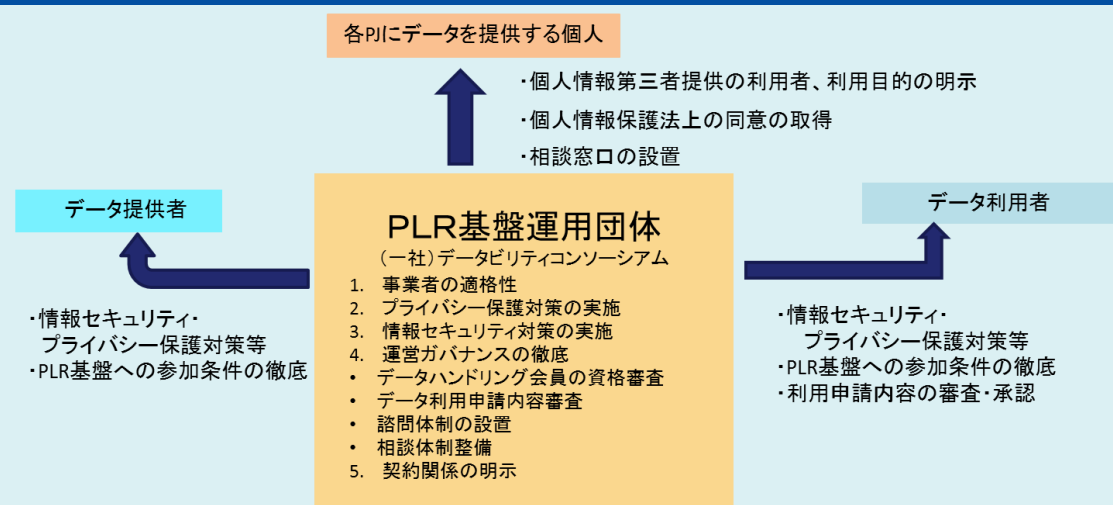 各PJにデータを提供する個人
・個人情報第三者提供の利用者、利用目的の明示
・個人情報保護法上の同意の取得
・相談窓口の設置
データ提供者
・情報セキュリティ・
プライバシー保護対策等
・PLR基盤への参加条件の徹底
PLR基盤運用団体
(一社)データビリティコンソーシアム
1. 事業者の適格性
2. プライバシー保護対策の実施
3. 情報セキュリティ対策の実施
4. 運営ガバナンスの徹底
• データハンドリング会員の資格審査
• データ利用申請内容審査
• 諮問体制の設置
• 相談体制整備
5. 契約関係の明示
データ利用者
・情報セキュリティ・
プライバシー保護対策等
・PLR基盤への参加条件の徹底
・利用申請内容の審査・承認